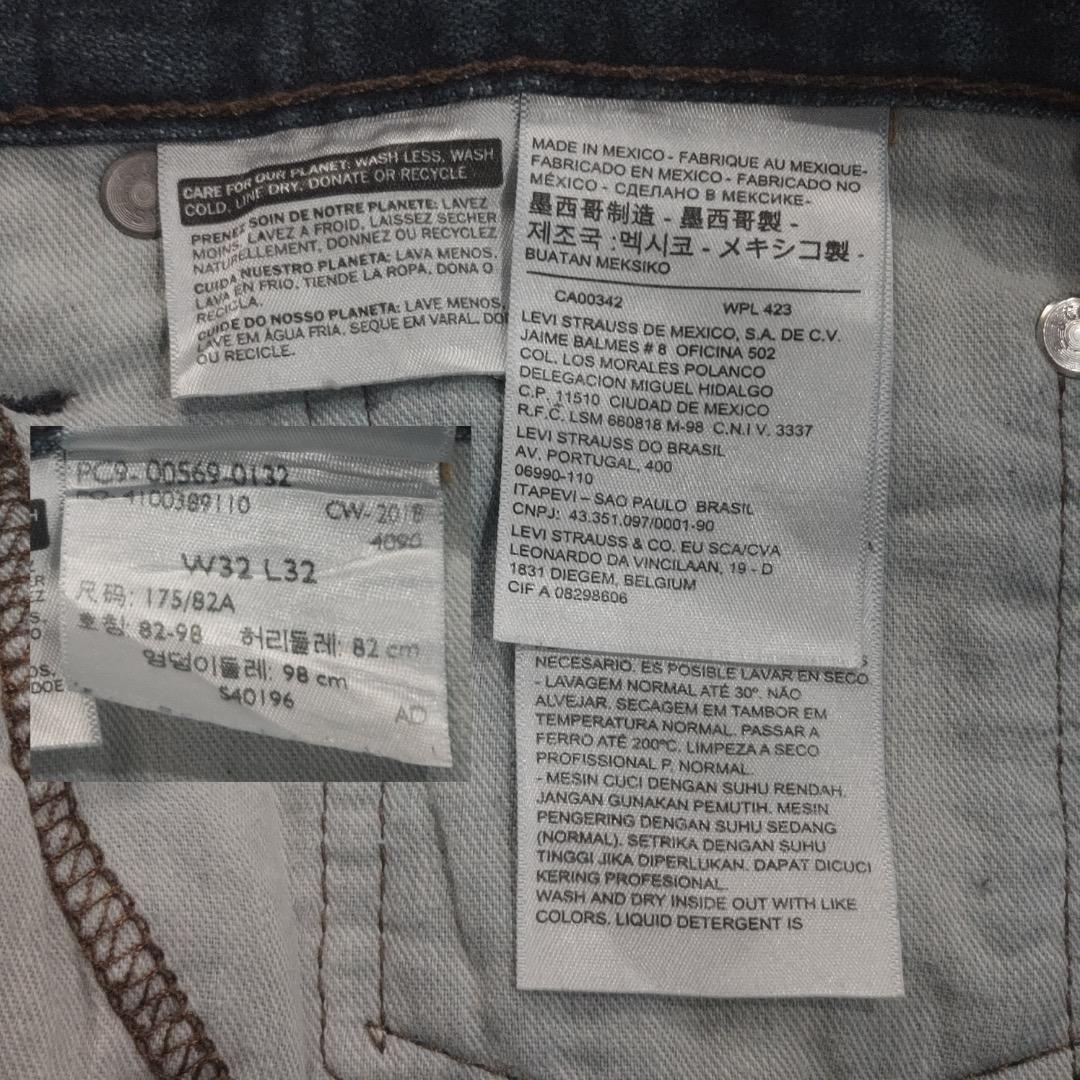 CARE FOR OUR PLANET: WASH LESS, WASH
COLD, LINE DRY, DONATE OR RECYCLE
PRENEZ SOIN DE NOTRE PLANETE: LAVEZ
MOINS, LAVEZ A FROID, LAISSEZ SECHER
NATURELLEMENT, DONNEZ OU RECYCLEZ
CUIDA NUESTRO PLANETA: LAVA MENOS,
LAVA EN FRIO, TIENDE LA ROPA, DONA O
RECICLA.
CUIDE DO NOSSO PLANETA: LAVE MENOS,
LAVE EM ÁGUA FRIA, SEQUE EM VARAL, DO
OU RECICLE.
MADE IN MEXICO - FABRIQUE AU MEXIQUE-
FABRICADO EN MEXICO - FABRICADO NO
MÉXICO - СДЕЛАНО В МЕКСИКЕ-
墨西哥制造 - 墨西哥製 -
제조국 :멕시코 - メキシコ製 -
BUATAN MEKSIKO
CA00342 WPL 423
LEVI STRAUSS DE MEXICO, S.A. DE C.V.
JAIME BALMES # 8 OFICINA 502
COL. LOS MORALES POLANCO
DELEGACION MIGUEL HIDALGO
C.P. 11510 CIUDAD DE MEXICO
R.F.C. LSM 660818 M-98 C.N.I V. 3337
LEVI STRAUSS DO BRASIL
AV. PORTUGAL, 400
06990-110
ITAPEVI – SAO PAULO BRASIL
CNPJ: 43.351.097/0001-90
LEVI STRAUSS & CO. EU SCA/CVA
LEONARDO DA VINCILAAN, 19 - D
1831 DIEGEM, BELGIUM
CIF A 08298606
PC9- 00569-0132
4100389110 CW- 2018
4096
W32 L32
尺码: 175/82A
호칭: 82-98 허리둘레: 82 cm
엉덩이둘레: 98 cm
S40196
AD
NECESARIO. ES POSIBLE LAVAR EN SECO
- LAVAGEM NORMAL ATÉ 30º. NÃO
ALVEJAR. SECAGEM EM TAMBOR EM
TEMPERATURA NORMAL. PASSAR A
FERRO ATÉ 200ºC. LIMPEZA A SECO
PROFISSIONAL P. NORMAL.
- MESIN CUCI DENGAN SUHU RENDAH.
JANGAN GUNAKAN PEMUTIH. MESIN
PENGERING DENGAN SUHU SEDANG
(NORMAL). SETRIKA DENGAN SUHU
TINGGI JIKA DIPERLUKAN. DAPAT DICUCI
KERING PROFESIONAL
WASH AND DRY INSIDE OUT WITH LIKE
COLORS. LIQUID DETERGENT IS